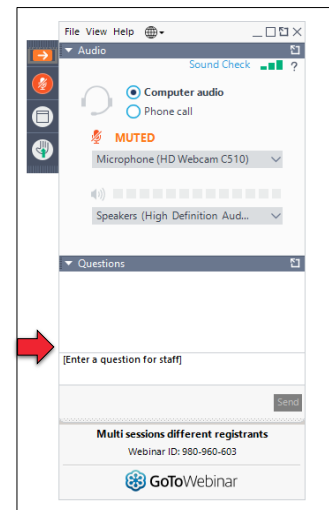 File View Help
Audio
Sound Check ?
Computer audio
Phone call
MUTED
Microphone (HD Webcam C510)
Speakers (High Definition Aud...
Questions
[Enter a question for staff]
Send
Multi sessions different registrants
Webinar ID: 980-960-603
GoToWebinar